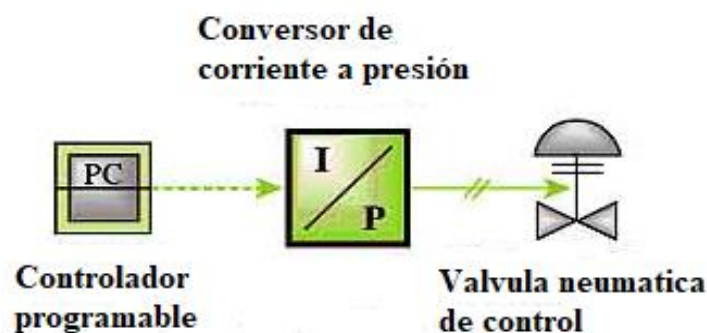 Conversor de
corriente a presión
PC
I
P
Controlador
programable
Valvula neumatica
de control